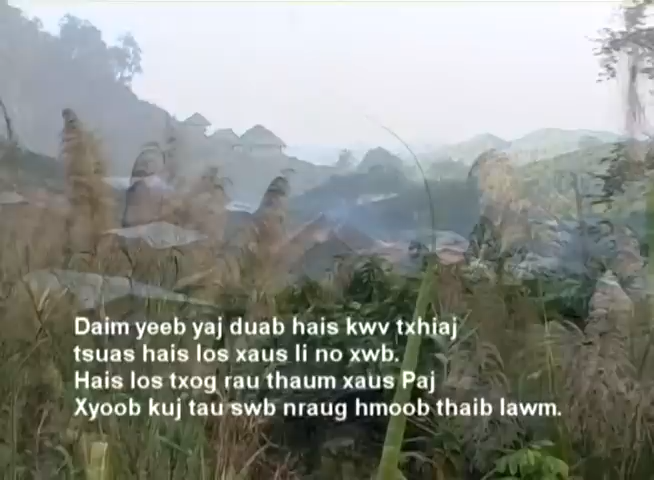 Daim yeeb yaj duab hais kwv txhiaj
tsuas hais los xaus li no xwb.
Hais los txog rau thaum xaus Paj
Xyoob kuj tau swb nraug hmoob thaib lawm.